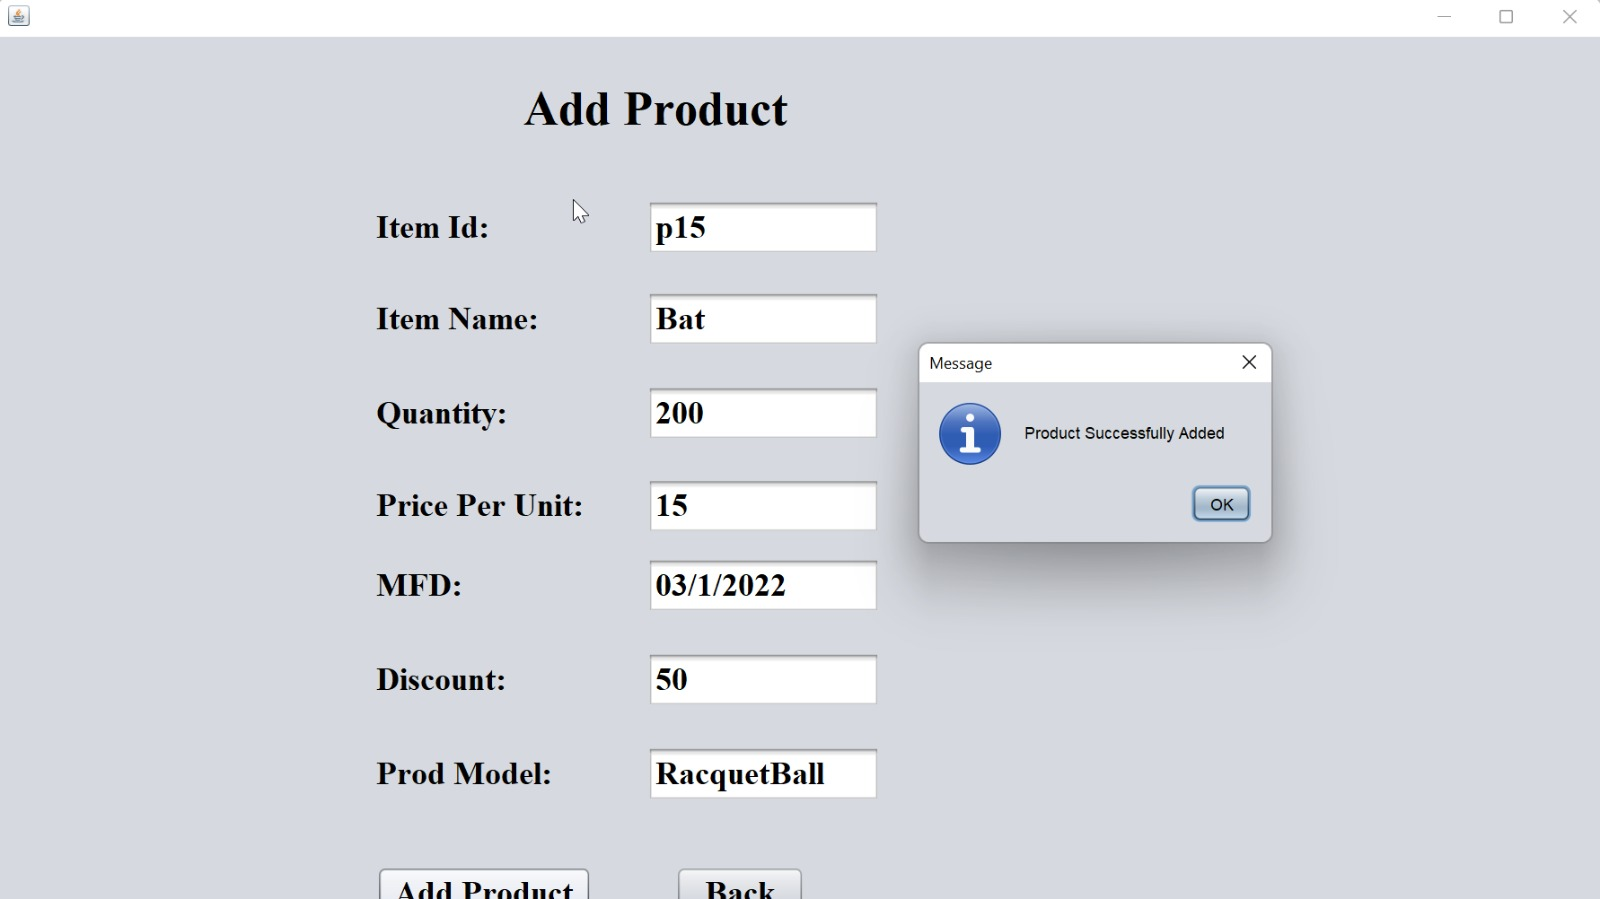 Add Product
Item Id: p15
Item Name: Bat
Quantity: 200
Price Per Unit: 15
MFD: 03/1/2022
Discount: 50
Prod Model: RacquetBall
Add Product Back
Message
Product Successfully Added
OK